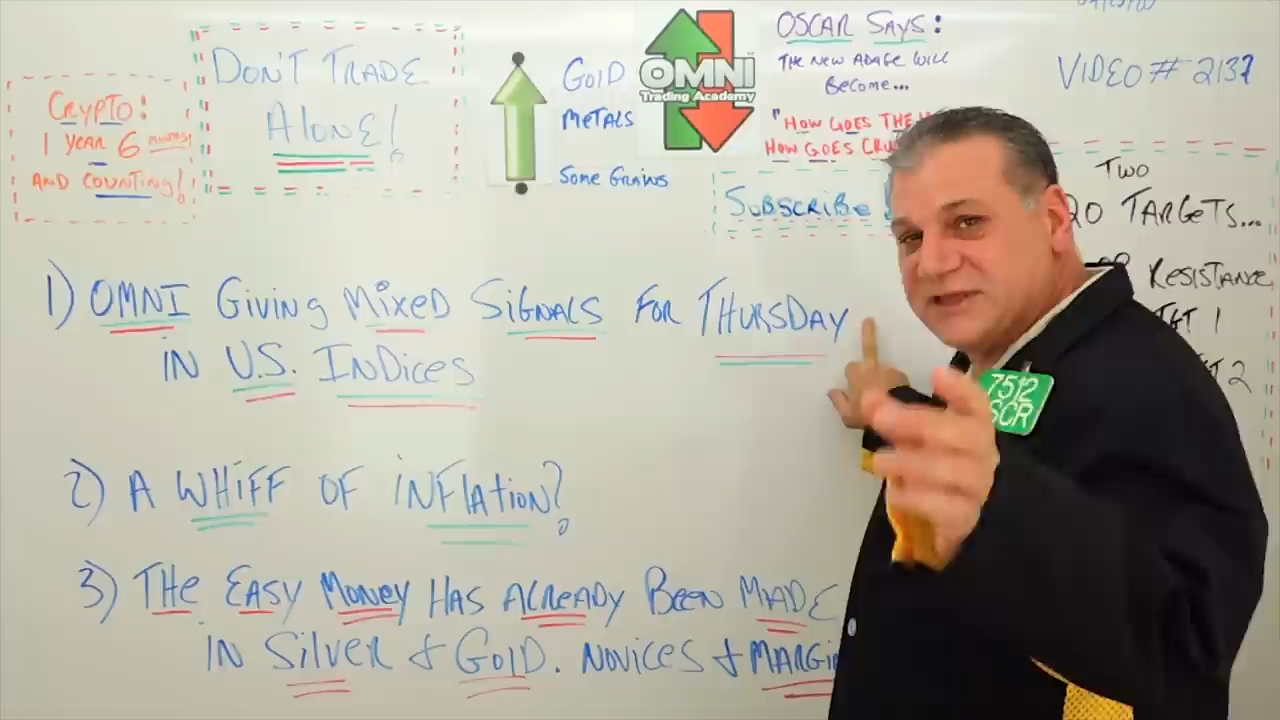 CRYPTO:
1 YEAR 6
AND COUNTING!
DON'T TRADE
ALONE!
GOLD
METALS
SOME GRAINS
OMNI
Trading Academy
OSCAR SAYS:
THE NEW ADAGE WILL
BECOME...
"HOW GOES THE
HOW GOES
VIDEO # 2137
SUBSCRIBE
TWO
20 TARGETS...
RESISTANCE
TGT 1
2
1) OMNI GIVING MIXED SIGNALS FOR THURSDAY
IN U.S. INDICES
2) A WHIFF OF INFLATION?
3) THE EASY MONEY HAS ALREADY BEEN MADE
IN SILVER & GOLD. NOVICES & MARGIN
7512
SCR